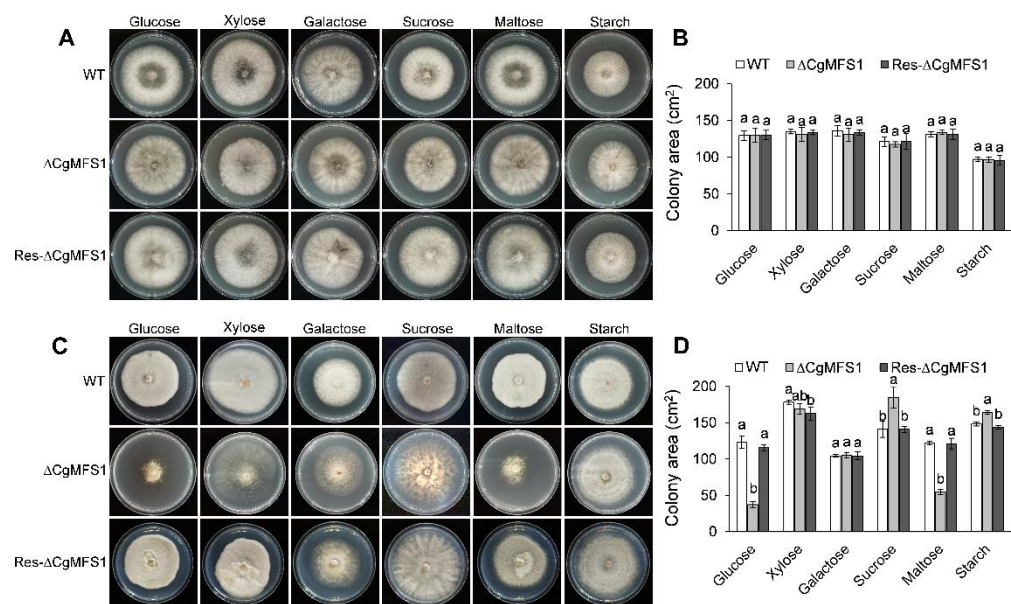 A
Glucose Xylose Galactose Sucrose Maltose Starch
WT
ΔCgMFS1
Res-ΔCgMFS1
B
WT ΔCgMFS1 Res-ΔCgMFS1
Colony area (cm²)
200
150
100
50
0
a a a a a a a a a a a a a a a a a a
Glucose Xylose Galactose Sucrose Maltose Starch
C
Glucose Xylose Galactose Sucrose Maltose Starch
WT
ΔCgMFS1
Res-ΔCgMFS1
D
WT ΔCgMFS1 Res-ΔCgMFS1
Colony area (cm²)
200
150
100
50
0
a b a a ab b a a a b a b a b a b a b
Glucose Xylose Galactose Sucrose Maltose Starch